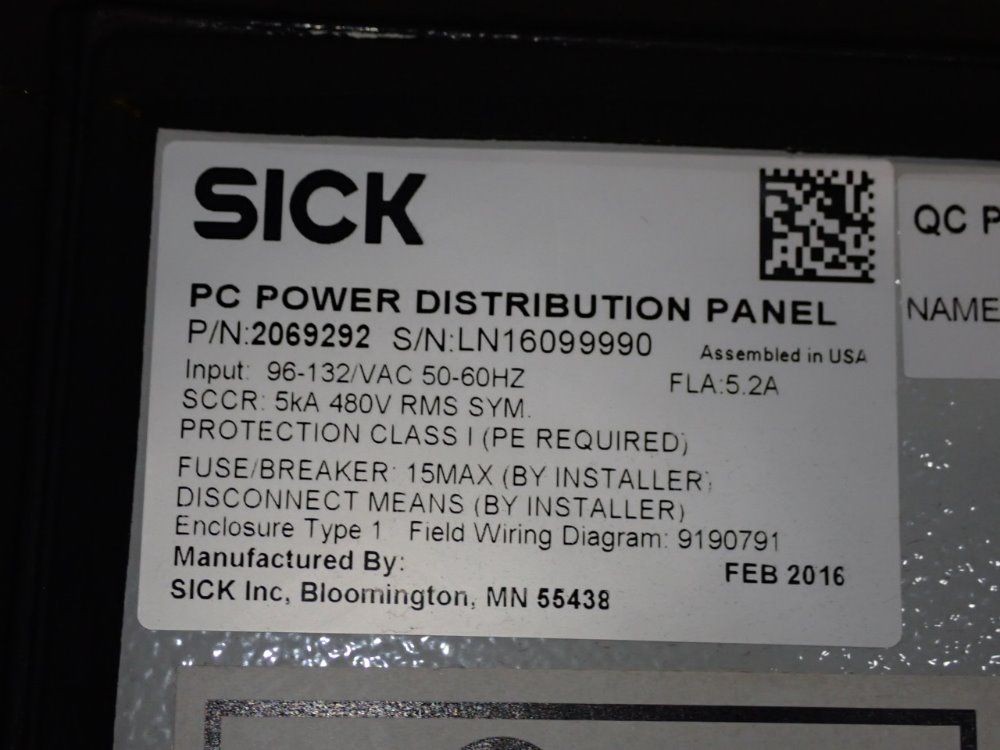 SICK
PC POWER DISTRIBUTION PANEL
P/N:2069292 S/N:LN16099990
Assembled in USA
Input: 96-132/VAC 50-60HZ
FLA:5.2A
SCCR: 5kA 480V RMS SYM.
PROTECTION CLASS I (PE REQUIRED)
FUSE/BREAKER: 15MAX (BY INSTALLER)
DISCONNECT MEANS (BY INSTALLER)
Enclosure Type 1 Field Wiring Diagram: 9190791
Manufactured By:
FEB 2016
SICK Inc, Bloomington, MN 55438
QC P
NAME